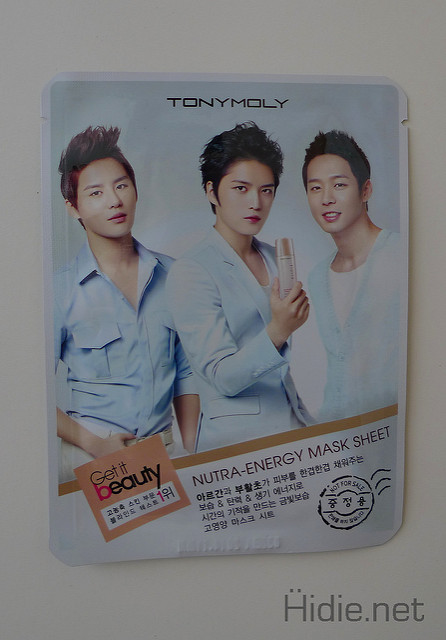 TONYMOLY
Get it
beauty
고농축 스킨 부문
블라인드 테스트 1위
NUTRA-ENERGY MASK SHEET
아르간과 부활초가 피부를 한겹한겹 채워주는
보습 & 탄력 & 생기 에너지로
시간의 기적을 만드는 금빛보습
고영양 마스크 시트
NOT FOR SALE
증정용
Hidie.net